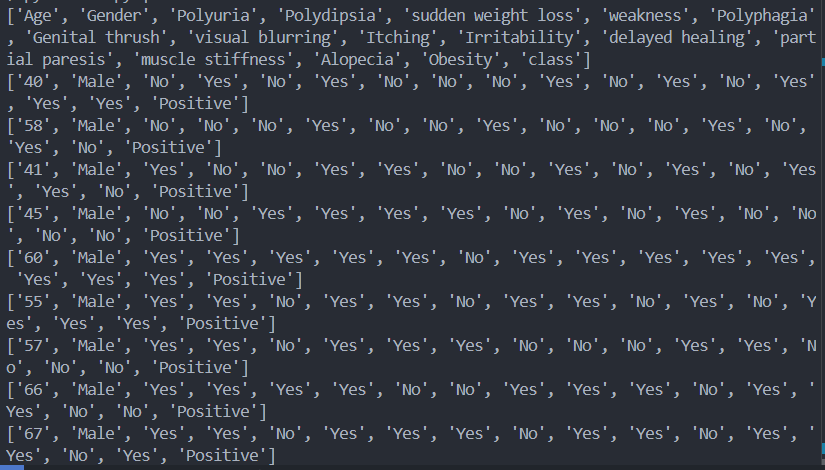 ['Age', 'Gender', 'Polyuria', 'Polydipsia', 'sudden weight loss', 'weakness', 'Polyphagia'
, 'Genital thrush', 'visual blurring', 'Itching', 'Irritability', 'delayed healing', 'part
ial paresis', 'muscle stiffness', 'Alopecia', 'Obesity', 'class']
['40', 'Male', 'No', 'Yes', 'No', 'Yes', 'No', 'No', 'No', 'Yes', 'No', 'Yes', 'No', 'Yes'
, 'Yes', 'Yes', 'Positive']
['58', 'Male', 'No', 'No', 'No', 'Yes', 'No', 'No', 'Yes', 'No', 'No', 'No', 'Yes', 'No',
'Yes', 'No', 'Positive']
['41', 'Male', 'Yes', 'No', 'No', 'Yes', 'Yes', 'No', 'No', 'Yes', 'No', 'Yes', 'No', 'Yes
', 'Yes', 'No', 'Positive']
['45', 'Male', 'No', 'No', 'Yes', 'Yes', 'Yes', 'Yes', 'No', 'Yes', 'No', 'Yes', 'No', 'No
', 'No', 'No', 'Positive']
['60', 'Male', 'Yes', 'Yes', 'Yes', 'Yes', 'Yes', 'No', 'Yes', 'Yes', 'Yes', 'Yes', 'Yes',
'Yes', 'Yes', 'Yes', 'Positive']
['55', 'Male', 'Yes', 'Yes', 'No', 'Yes', 'Yes', 'No', 'Yes', 'Yes', 'No', 'Yes', 'No', 'Y
es', 'Yes', 'Yes', 'Positive']
['57', 'Male', 'Yes', 'Yes', 'No', 'Yes', 'Yes', 'Yes', 'No', 'No', 'No', 'Yes', 'Yes', 'N
o', 'No', 'No', 'Positive']
['66', 'Male', 'Yes', 'Yes', 'Yes', 'Yes', 'No', 'No', 'Yes', 'Yes', 'Yes', 'No', 'Yes', '
Yes', 'No', 'No', 'Positive']
['67', 'Male', 'Yes', 'Yes', 'No', 'Yes', 'Yes', 'Yes', 'No', 'Yes', 'Yes', 'No', 'Yes', '
Yes', 'No', 'Yes', 'Positive']